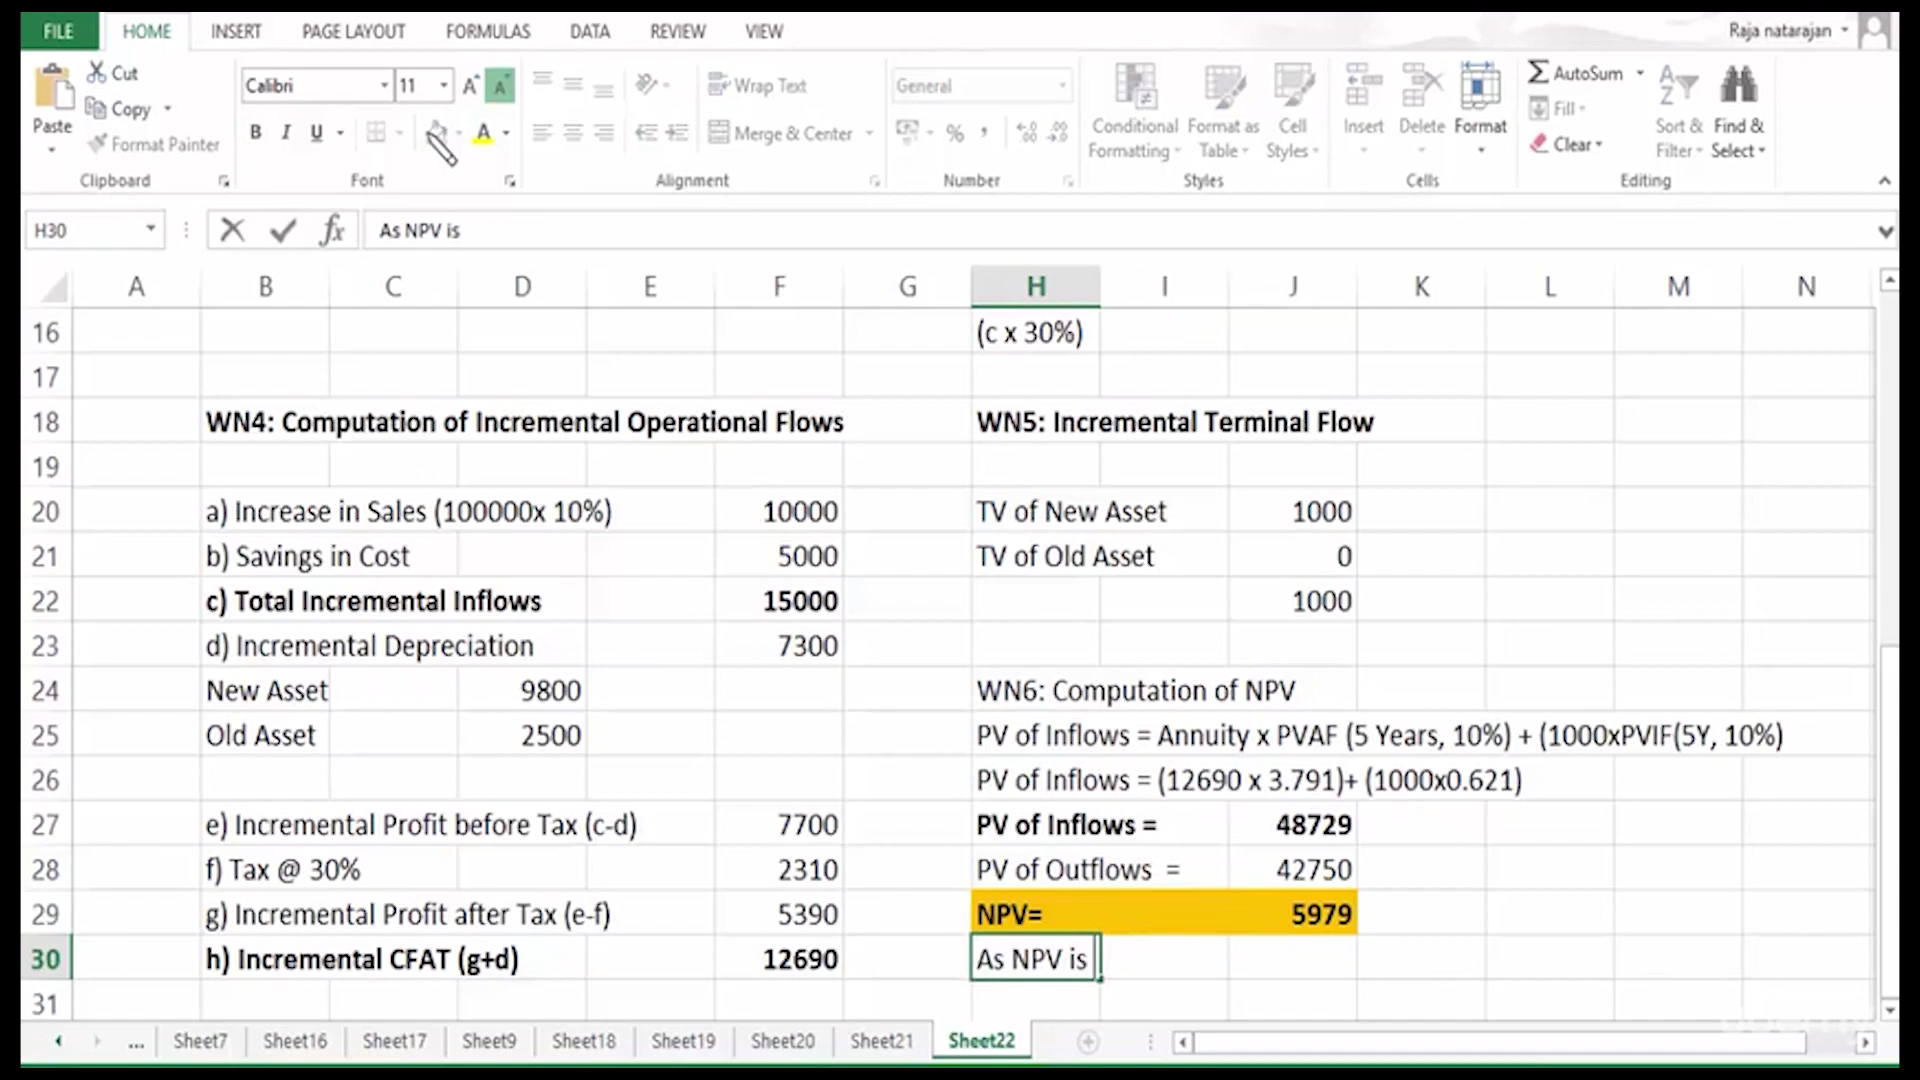 FILE HOME INSERT PAGE LAYOUT FORMULAS DATA REVIEW VIEW Raja natarajan
Paste Cut Copy Format Painter
Calibri 11 A A
B I U A
Wrap Text
Merge & Center
General
% ,
Conditional Formatting Format as Table Cell Styles
Insert Delete Format
Σ AutoSum Fill Clear
A Z Sort & Filter Find & Select
Clipboard Font Alignment Number Styles Cells Editing
H30 fx As NPV is
A B C D E F G H I J K L M N
16 (c x 30%)
17
18 WN4: Computation of Incremental Operational Flows WN5: Incremental Terminal Flow
19
20 a) Increase in Sales (100000x 10%) 10000 TV of New Asset 1000
21 b) Savings in Cost 5000 TV of Old Asset 0
22 c) Total Incremental Inflows 15000 1000
23 d) Incremental Depreciation 7300
24 New Asset 9800 WN6: Computation of NPV
25 Old Asset 2500 PV of Inflows = Annuity x PVAF (5 Years, 10%) + (1000xPVIF(5Y, 10%)
26 PV of Inflows = (12690 x 3.791)+ (1000x0.621)
27 e) Incremental Profit before Tax (c-d) 7700 PV of Inflows = 48729
28 f) Tax @ 30% 2310 PV of Outflows = 42750
29 g) Incremental Profit after Tax (e-f) 5390 NPV= 5979
30 h) Incremental CFAT (g+d) 12690 As NPV is
31
... Sheet7 Sheet16 Sheet17 Sheet9 Sheet18 Sheet19 Sheet20 Sheet21 Sheet22